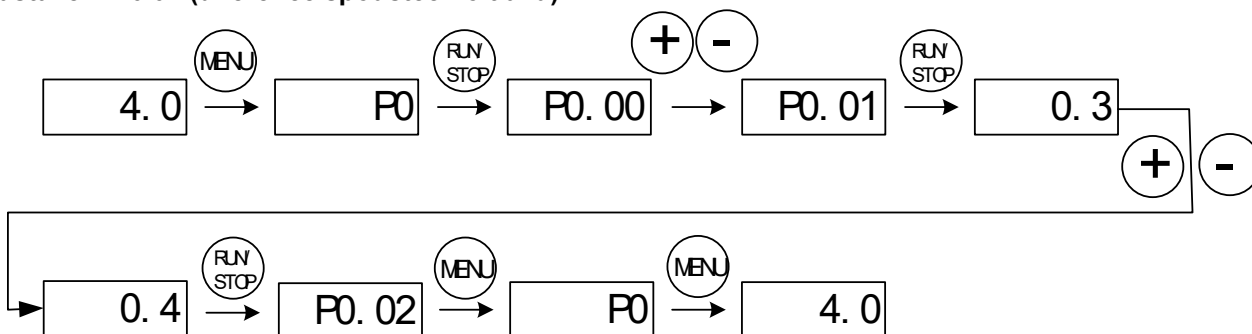 MENU RUN/ STOP + - RUN/ STOP
4.0 P0 P0.00 P0.01 0.3
+ -
RUN/ STOP MENU MENU
0.4 P0.02 P0 4.0